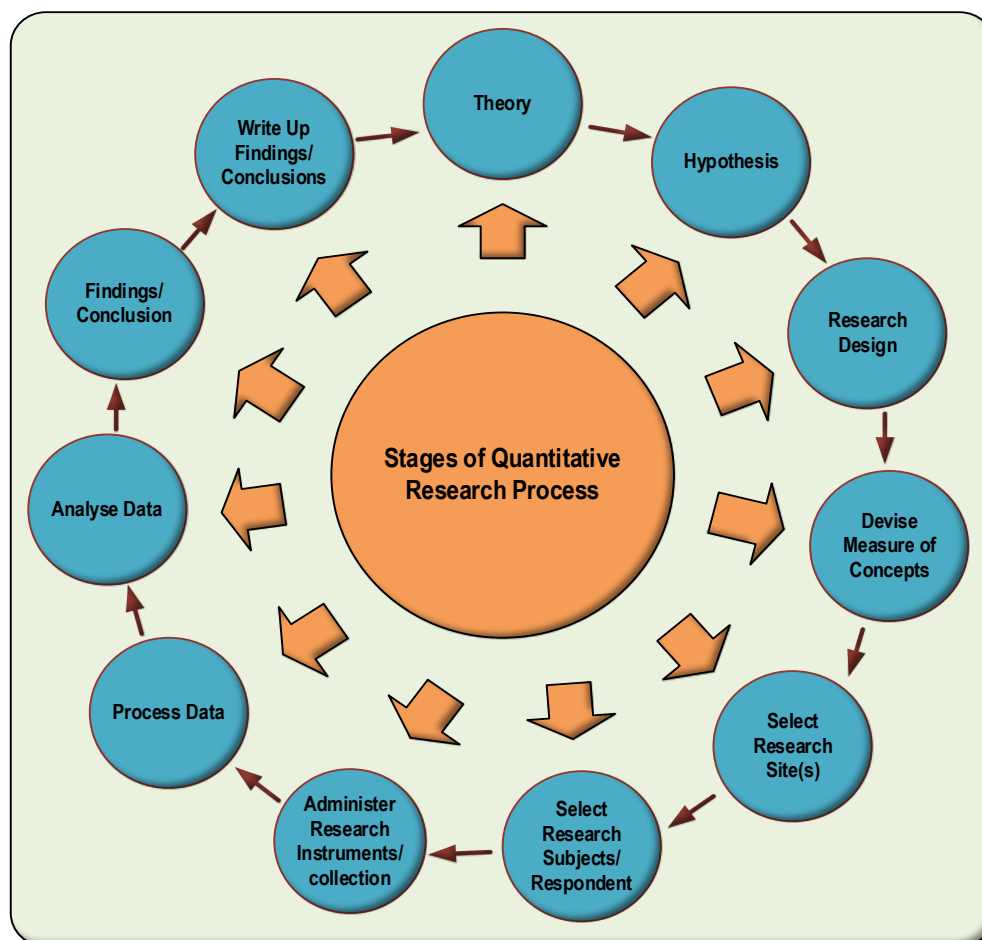 Theory
Hypothesis
Research
Design
Devise
Measure of
Concepts
Select
Research
Site(s)
Select
Research
Subjects/
Respondent
Administer
Research
Instruments/
collection
Process Data
Analyse Data
Findings/
Conclusion
Write Up
Findings/
Conclusions
Stages of Quantitative
Research Process